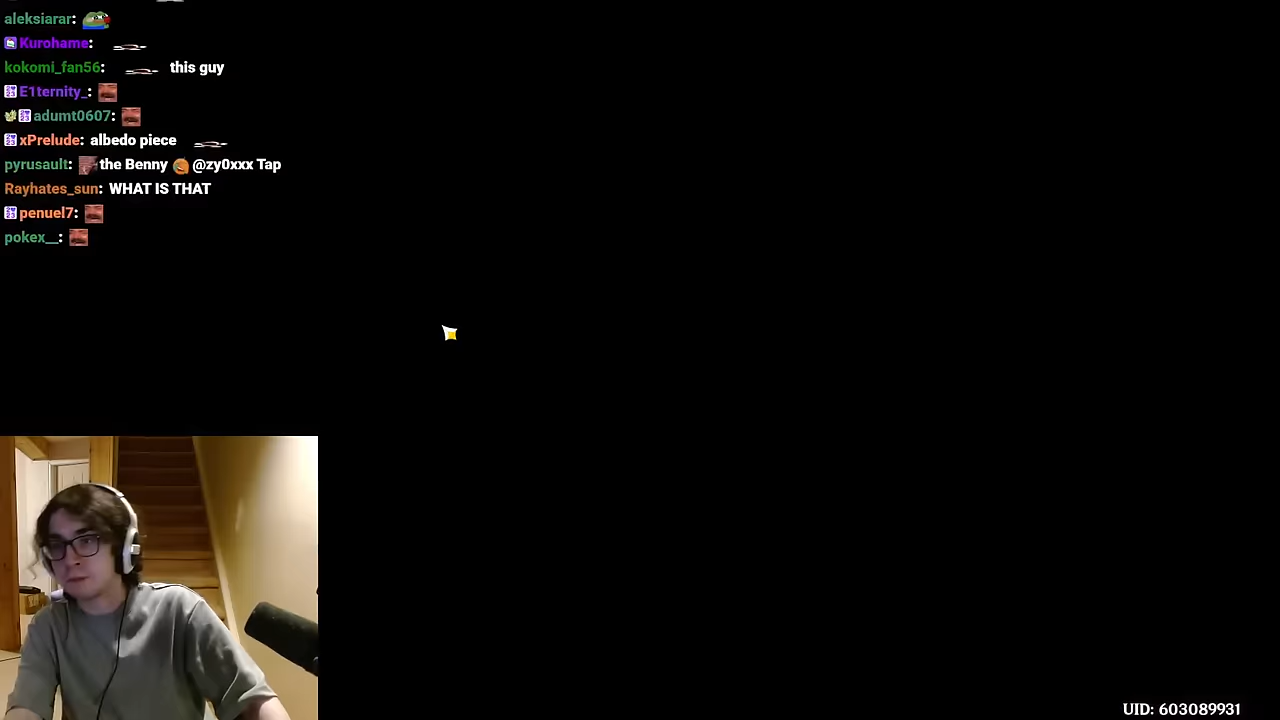 aleksiarar:
Kurohame:
kokomi_fan56: this guy
E1ternity_:
adumt0607:
xPrelude: albedo piece
pyrusault: the Benny @zy0xxx Tap
Rayhates_sun: WHAT IS THAT
penuel7:
pokex__:
UID: 603089931